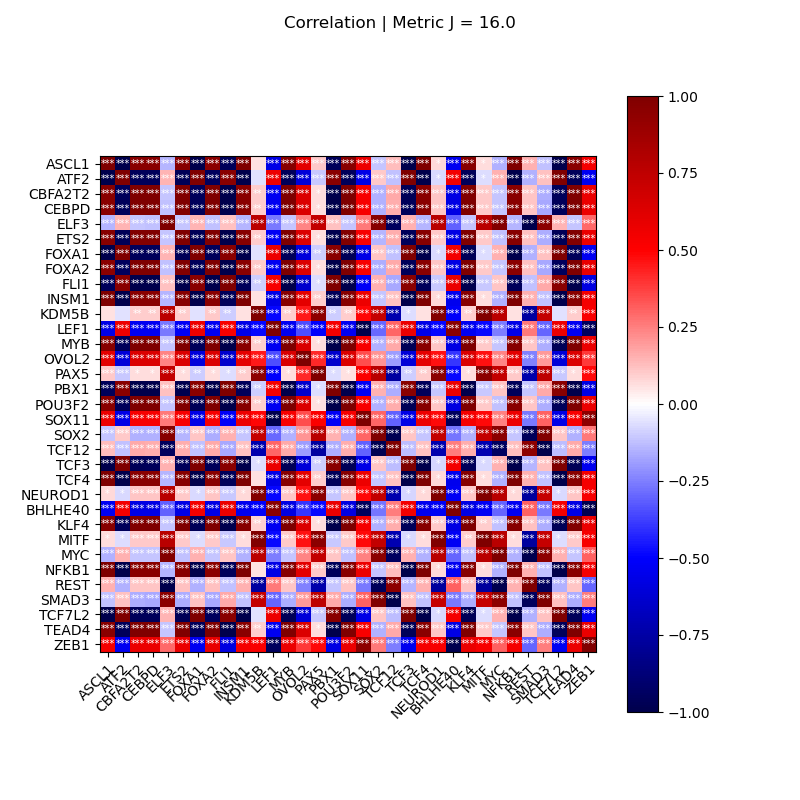 Correlation | Metric J = 16.0
ASCL1
ATF2
CBFA2T2
CEBPD
ELF3
ETS2
FOXA1
FOXA2
FLI1
INSM1
KDM5B
LEF1
MYB
OVOL2
PAX5
PBX1
POU3F2
SOX11
SOX2
TCF12
TCF3
TCF4
NEUROD1
BHLHE40
KLF4
MITF
MYC
NFKB1
REST
SMAD3
TCF7L2
TEAD4
ZEB1
ASCL1
ATF2
CBFA2T2
CEBPD
ELF3
ETS2
FOXA1
FOXA2
FLI1
INSM1
KDM5B
LEF1
MYB
OVOL2
PAX5
PBX1
POU3F2
SOX11
SOX2
TCF12
TCF3
TCF4
NEUROD1
BHLHE40
KLF4
MITF
MYC
NFKB1
REST
SMAD3
TCF7L2
TEAD4
ZEB1
1.00
0.75
0.50
0.25
0.00
−0.25
−0.50
−0.75
−1.00